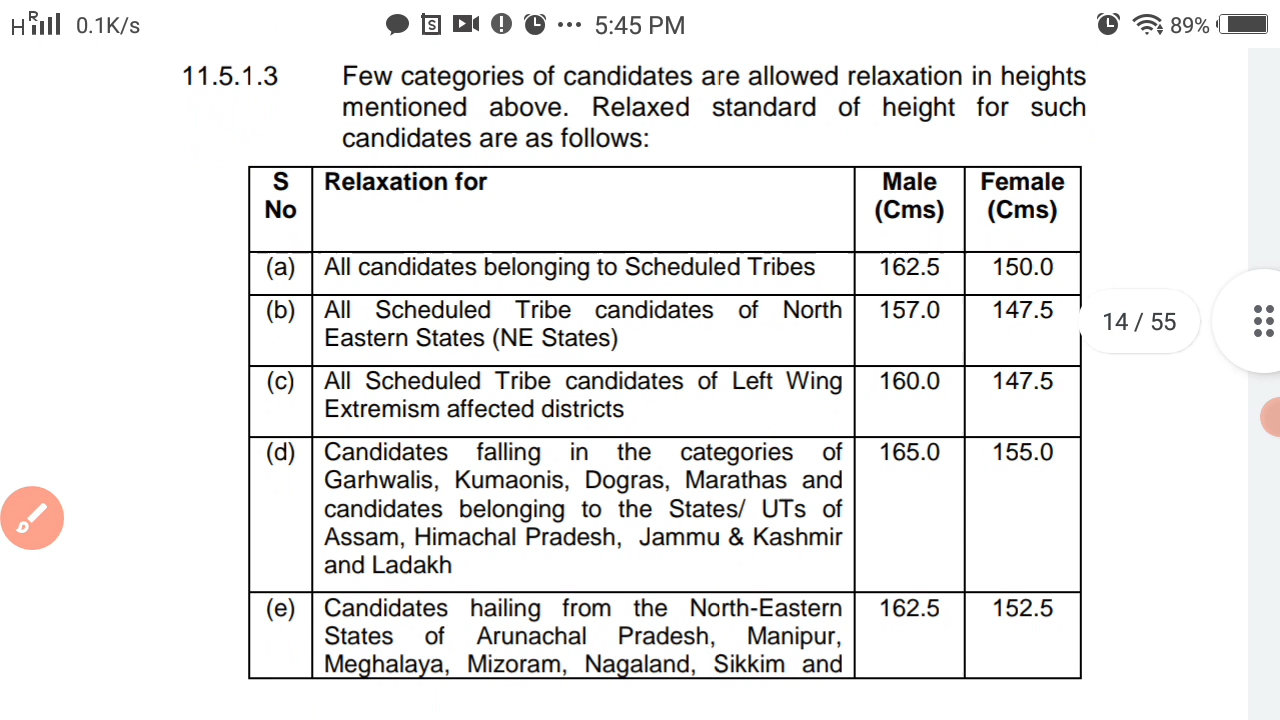 HR 0.1K/s S ... 5:45 PM 89%
11.5.1.3 Few categories of candidates are allowed relaxation in heights
mentioned above. Relaxed standard of height for such
candidates are as follows:
S No Relaxation for Male (Cms) Female (Cms)
(a) All candidates belonging to Scheduled Tribes 162.5 150.0
(b) All Scheduled Tribe candidates of North 157.0 147.5
Eastern States (NE States)
14 / 55
(c) All Scheduled Tribe candidates of Left Wing 160.0 147.5
Extremism affected districts
(d) Candidates falling in the categories of 165.0 155.0
Garhwalis, Kumaonis, Dogras, Marathas and
candidates belonging to the States/ UTs of
Assam, Himachal Pradesh, Jammu & Kashmir
and Ladakh
(e) Candidates hailing from the North-Eastern 162.5 152.5
States of Arunachal Pradesh, Manipur,
Meghalaya, Mizoram, Nagaland, Sikkim and